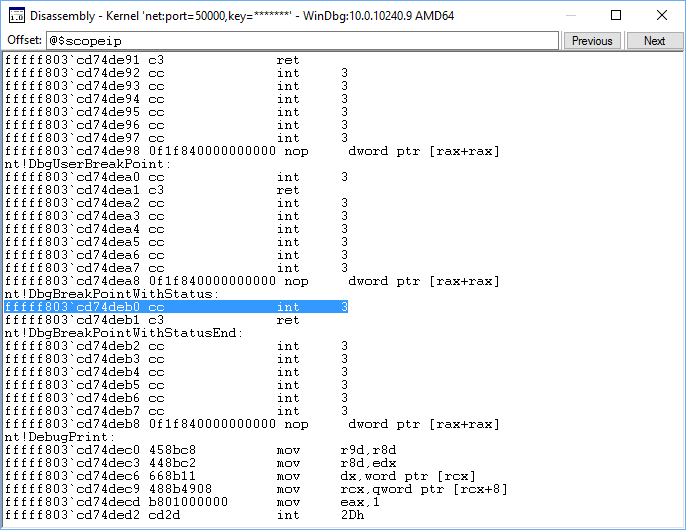 Disassembly - Kernel 'net:port=50000,key=*******' - WinDbg:10.0.10240.9 AMD64
Offset: @$scopeip Previous Next
fffff803`cd74de91 c3 ret
fffff803`cd74de92 cc int 3
fffff803`cd74de93 cc int 3
fffff803`cd74de94 cc int 3
fffff803`cd74de95 cc int 3
fffff803`cd74de96 cc int 3
fffff803`cd74de97 cc int 3
fffff803`cd74de98 0f1f840000000000 nop dword ptr [rax+rax]
nt!DbgUserBreakPoint:
fffff803`cd74dea0 cc int 3
fffff803`cd74dea1 c3 ret
fffff803`cd74dea2 cc int 3
fffff803`cd74dea3 cc int 3
fffff803`cd74dea4 cc int 3
fffff803`cd74dea5 cc int 3
fffff803`cd74dea6 cc int 3
fffff803`cd74dea7 cc int 3
fffff803`cd74dea8 0f1f840000000000 nop dword ptr [rax+rax]
nt!DbgBreakPointWithStatus:
fffff803`cd74deb0 cc int 3
fffff803`cd74deb1 c3 ret
nt!DbgBreakPointWithStatusEnd:
fffff803`cd74deb2 cc int 3
fffff803`cd74deb3 cc int 3
fffff803`cd74deb4 cc int 3
fffff803`cd74deb5 cc int 3
fffff803`cd74deb6 cc int 3
fffff803`cd74deb7 cc int 3
fffff803`cd74deb8 0f1f840000000000 nop dword ptr [rax+rax]
nt!DebugPrint:
fffff803`cd74dec0 458bc8 mov r9d,r8d
fffff803`cd74dec3 448bc2 mov r8d,edx
fffff803`cd74dec6 668b11 mov dx,word ptr [rcx]
fffff803`cd74dec9 488b4908 mov rcx,qword ptr [rcx+8]
fffff803`cd74decd b801000000 mov eax,1
fffff803`cd74ded2 cd2d int 2Dh